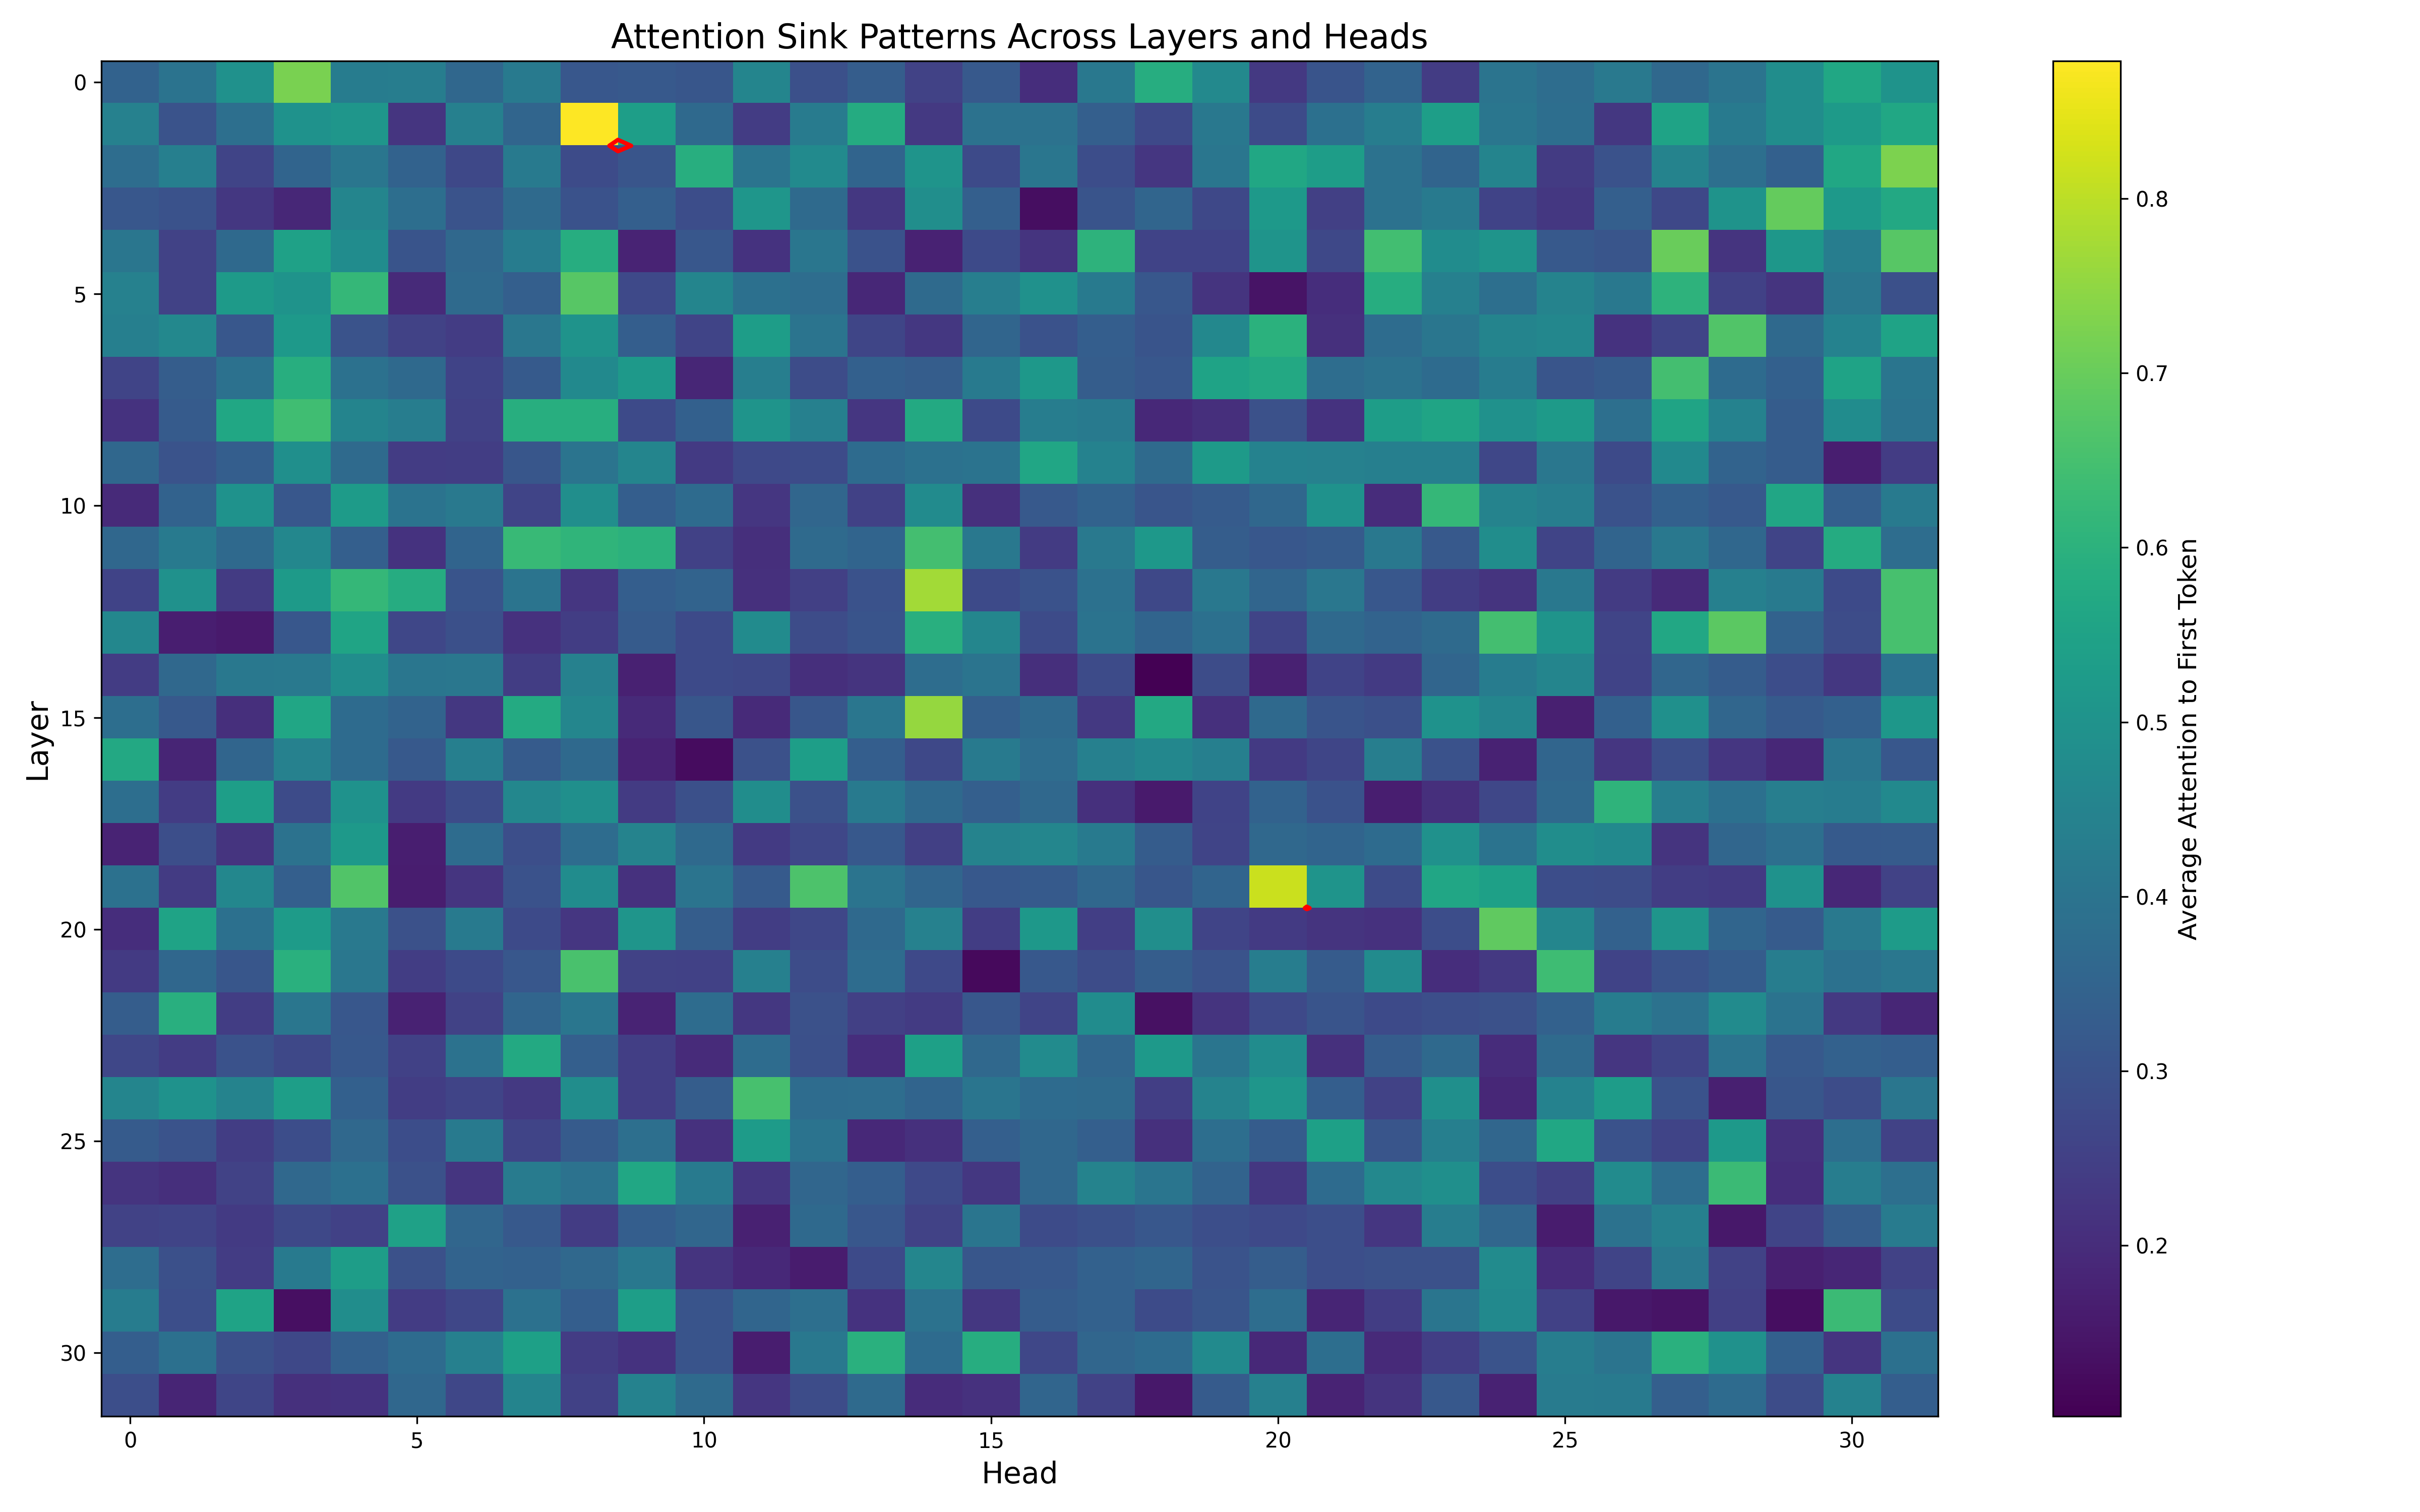 Attention Sink Patterns Across Layers and Heads
0
5
10
15
20
25
30
Layer
0 5 10 15 20 25 30
Head
0.8
0.7
0.6
0.5
0.4
0.3
0.2
Average Attention to First Token